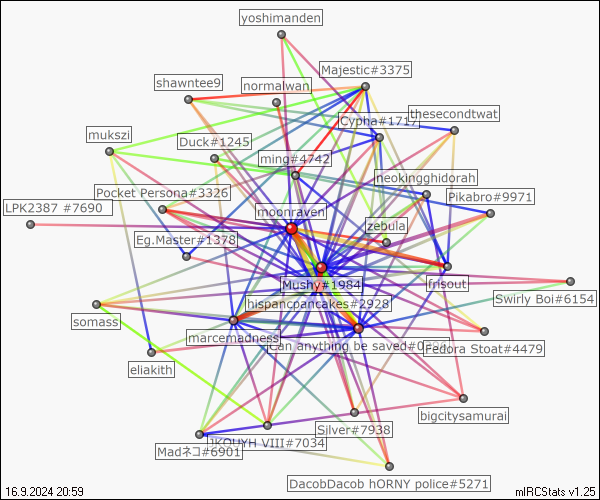 yoshimanden
Majestic#3375
shawntee9
normalwan
Cypha#1717
thesecondtwat
mukszi
Duck#1245
ming#4742
neokingghidorah
Pocket Persona#3326
Pikabro#9971
LPK2387 #7690
moonraven
zebula
Eg.Master#1378
Mushy#1984
frisout
hispancpancakes#2928
Swirly Boi#6154
somass
marcemadness
can anything be saved
Fedora Stoat#4479
eliakith
bigcitysamurai
Silver#7938
VIII#7034
Madネコ#6901
DacobDacob hORNY police#5271
16.9.2024 20:59
mIRCStats v1.25